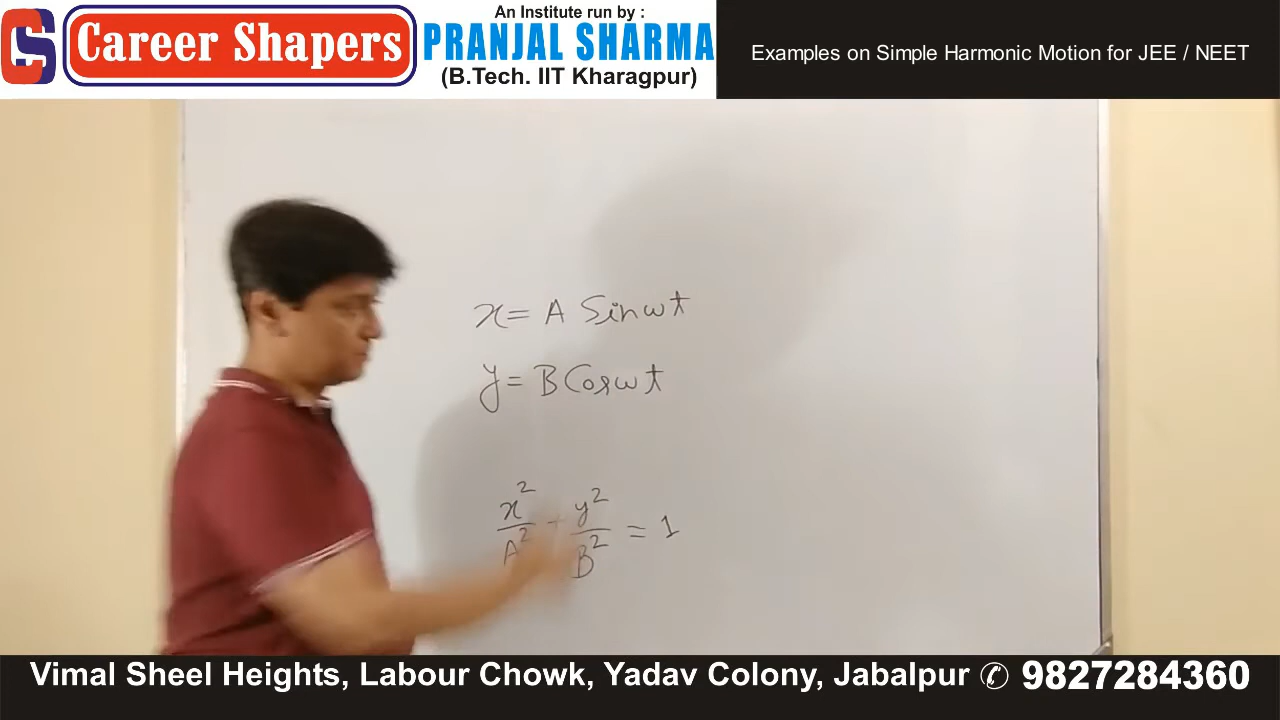 CS Career Shapers
An Institute run by :
PRANJAL SHARMA
(B.Tech. IIT Kharagpur)
Examples on Simple Harmonic Motion for JEE / NEET
x = A Sinωt
y = B Cosωt
x²/A² + y²/B² = 1
Vimal Sheel Heights, Labour Chowk, Yadav Colony, Jabalpur ✆ 9827284360